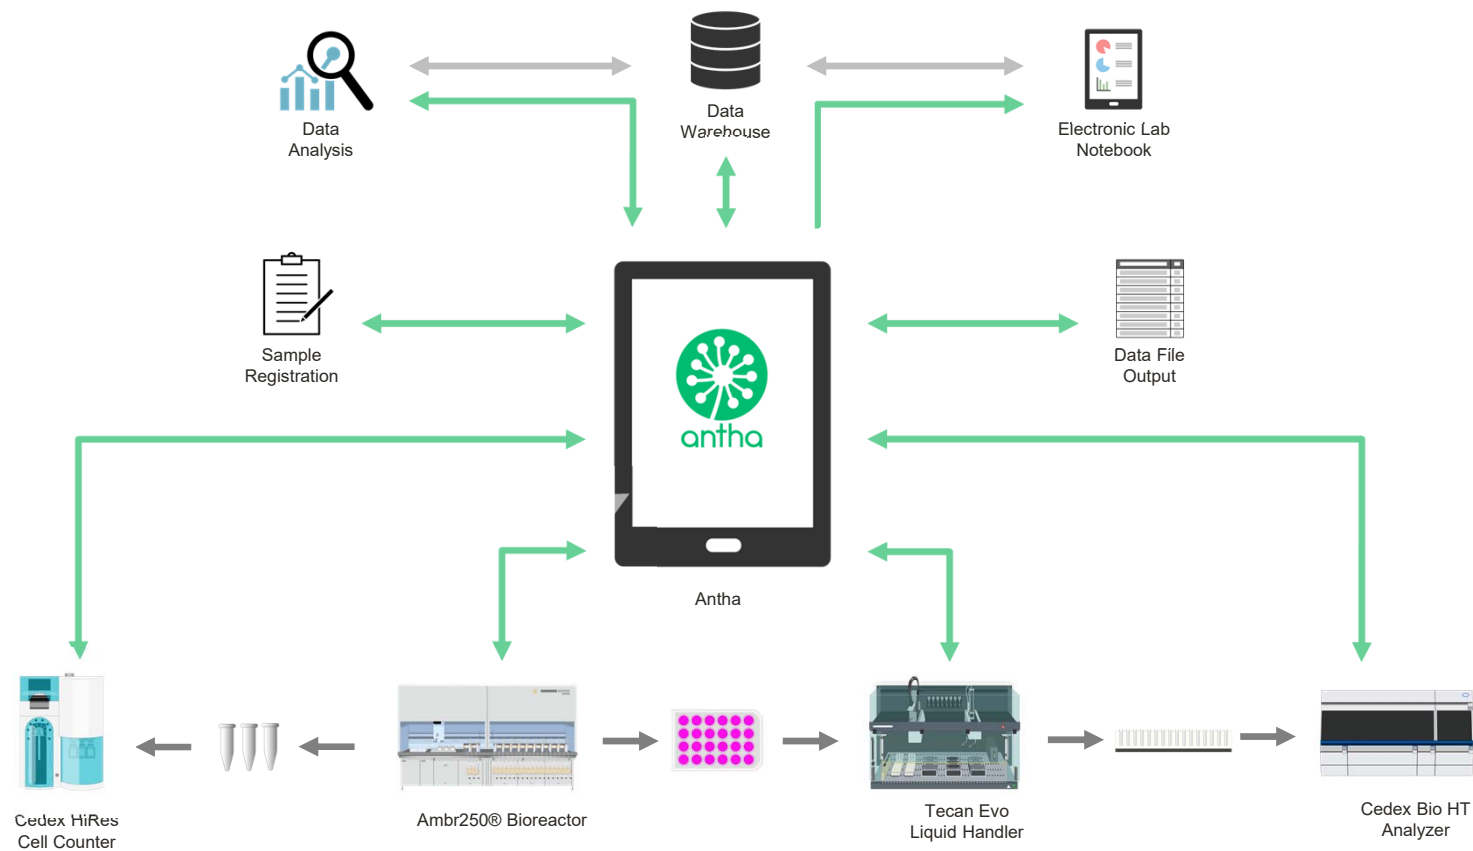 Data
Analysis
Data
Warehouse
Electronic Lab
Notebook
Sample
Registration
antha
Data File
Output
Antha
Cedex HiRes
Cell Counter
Ambr250® Bioreactor
Tecan Evo
Liquid Handler
Cedex Bio HT
Analyzer